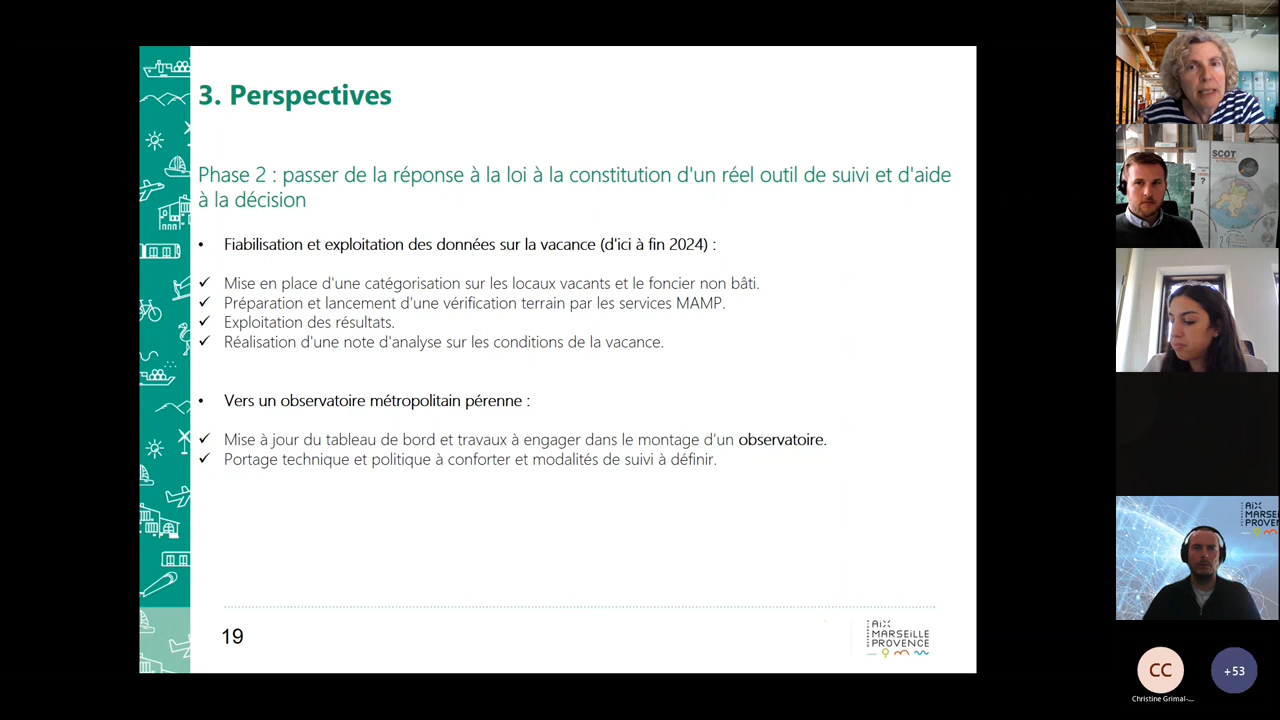 3. Perspectives
Phase 2 : passer de la réponse à la loi à la constitution d'un réel outil de suivi et d'aide
à la décision
• Fiabilisation et exploitation des données sur la vacance (d'ici à fin 2024) :
✓ Mise en place d'une catégorisation sur les locaux vacants et le foncier non bâti.
✓ Préparation et lancement d'une vérification terrain par les services MAMP.
✓ Exploitation des résultats.
✓ Réalisation d'une note d'analyse sur les conditions de la vacance.
• Vers un observatoire métropolitain pérenne :
✓ Mise à jour du tableau de bord et travaux à engager dans le montage d'un observatoire.
✓ Portage technique et politique à conforter et modalités de suivi à définir.
19
AIX
MARSEILLE
PROVENCE
SCOT
?
AIX
MARSEI
PROVEN
CC
+53
Christine Grimal-...